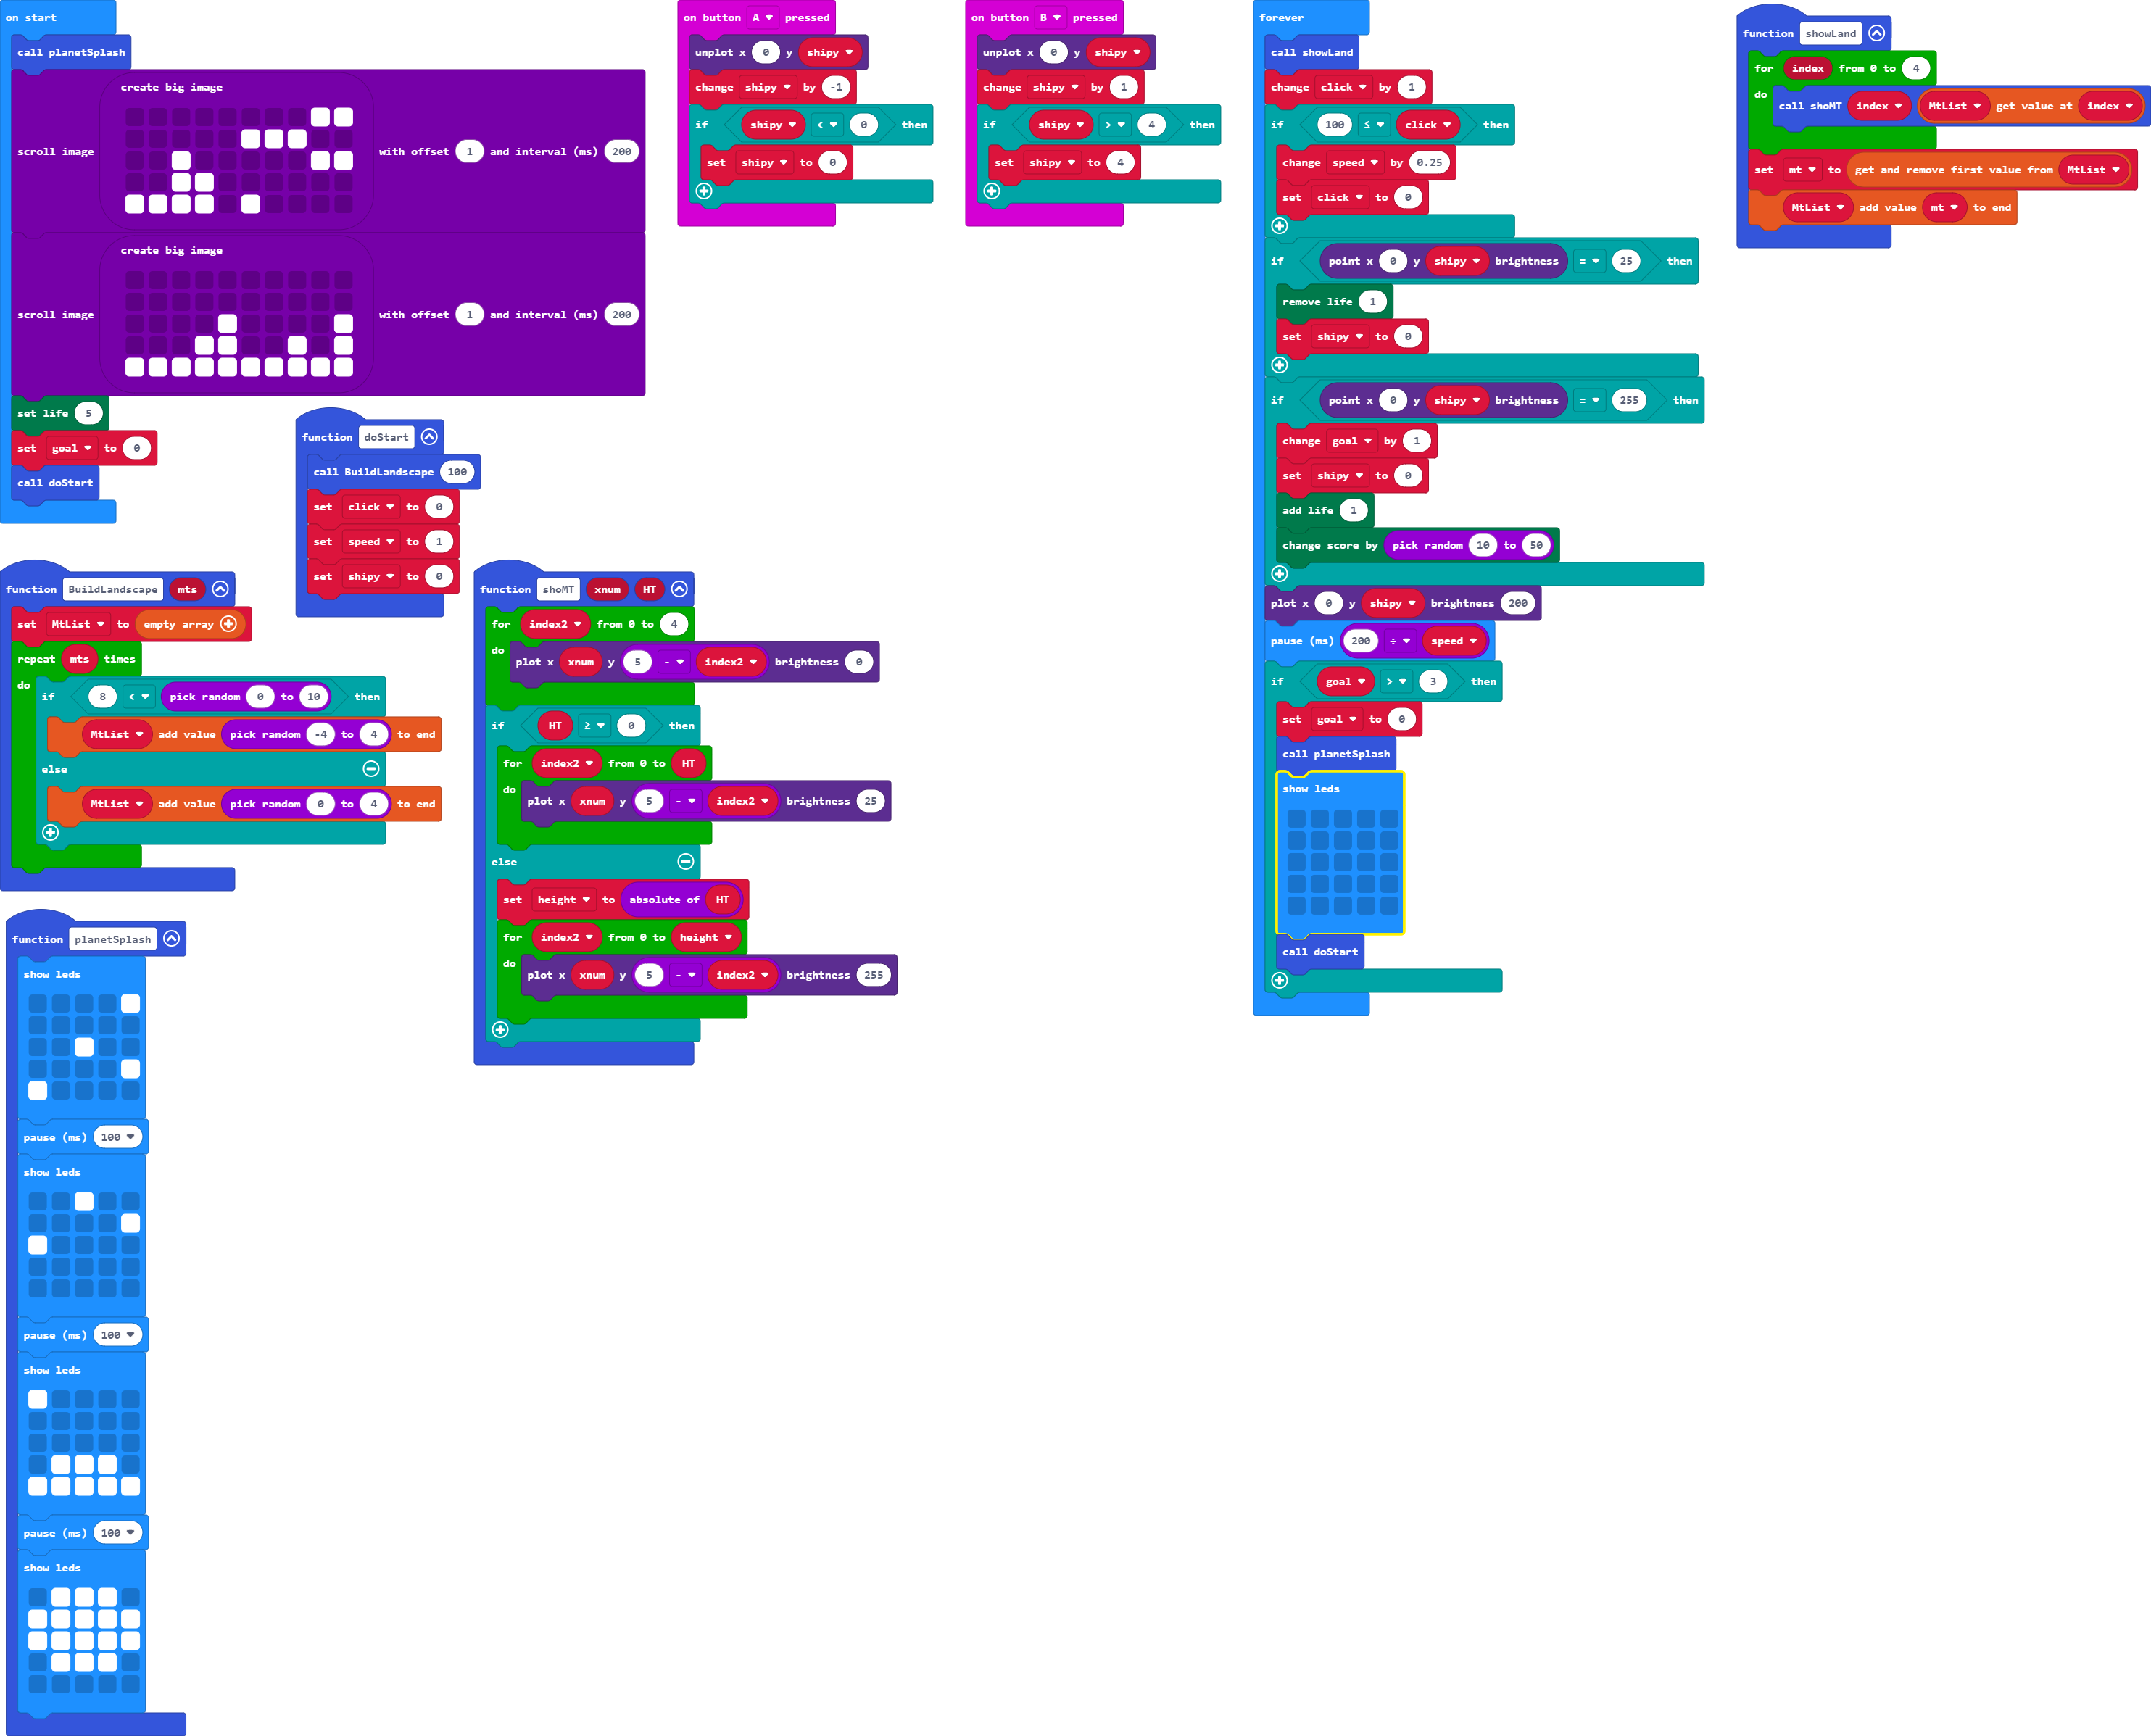 on start
call planetSplash
create big image
scroll image with offset 1 and interval (ms) 200
create big image
scroll image with offset 1 and interval (ms) 200
set life 5
set goal to 0
call doStart
function doStart
call BuildLandscape 100
set click to 0
set speed to 1
set shipy to 0
function BuildLandscape mts
set MtList to empty array
repeat mts times
do
if 8 < pick random 0 to 10 then
MtList add value pick random -4 to 4 to end
else
MtList add value pick random 0 to 4 to end
function planetSplash
show leds
pause (ms) 100
show leds
pause (ms) 100
show leds
pause (ms) 100
show leds
function shoMT xnum HT
for index2 from 0 to 4
do
plot x xnum y 5 - index2 brightness 0
if HT ≥ 0 then
for index2 from 0 to HT
do
plot x xnum y 5 - index2 brightness 25
else
set height to absolute of HT
for index2 from 0 to height
do
plot x xnum y 5 - index2 brightness 255
on button A pressed
unplot x 0 y shipy
change shipy by -1
if shipy < 0 then
set shipy to 0
on button B pressed
unplot x 0 y shipy
change shipy by 1
if shipy > 4 then
set shipy to 4
forever
call showLand
change click by 1
if 100 ≤ click then
change speed by 0.25
set click to 0
if point x 0 y shipy brightness = 25 then
remove life 1
set shipy to 0
if point x 0 y shipy brightness = 255 then
change goal by 1
set shipy to 0
add life 1
change score by pick random 10 to 50
plot x 0 y shipy brightness 200
pause (ms) 200 ÷ speed
if goal > 3 then
set goal to 0
call planetSplash
show leds
call doStart
function showLand
for index from 0 to 4
do
call shoMT index MtList get value at index
set mt to get and remove first value from MtList
MtList add value mt to end